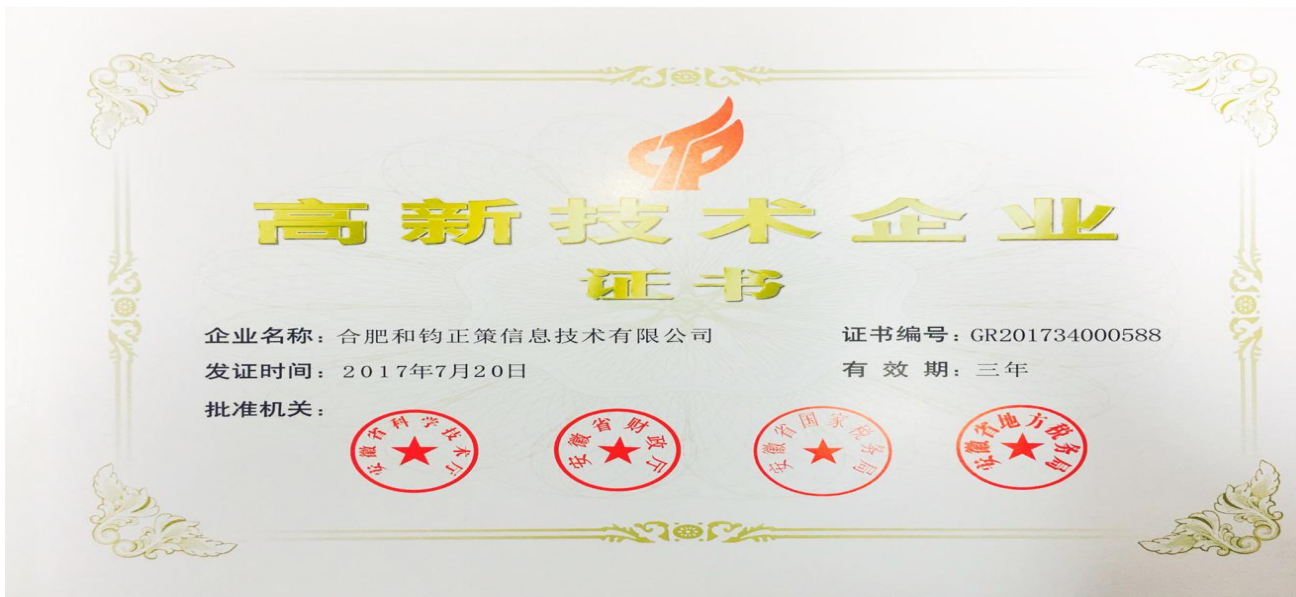 高新技术企业
证书
企业名称：合肥和钧正策信息技术有限公司 证书编号：GR201734000588
发证时间：2017年7月20日 有效期：三年
批准机关：
安徽省科学技术厅
安徽省财政厅
安徽省国家税务局
安徽省地方税务局